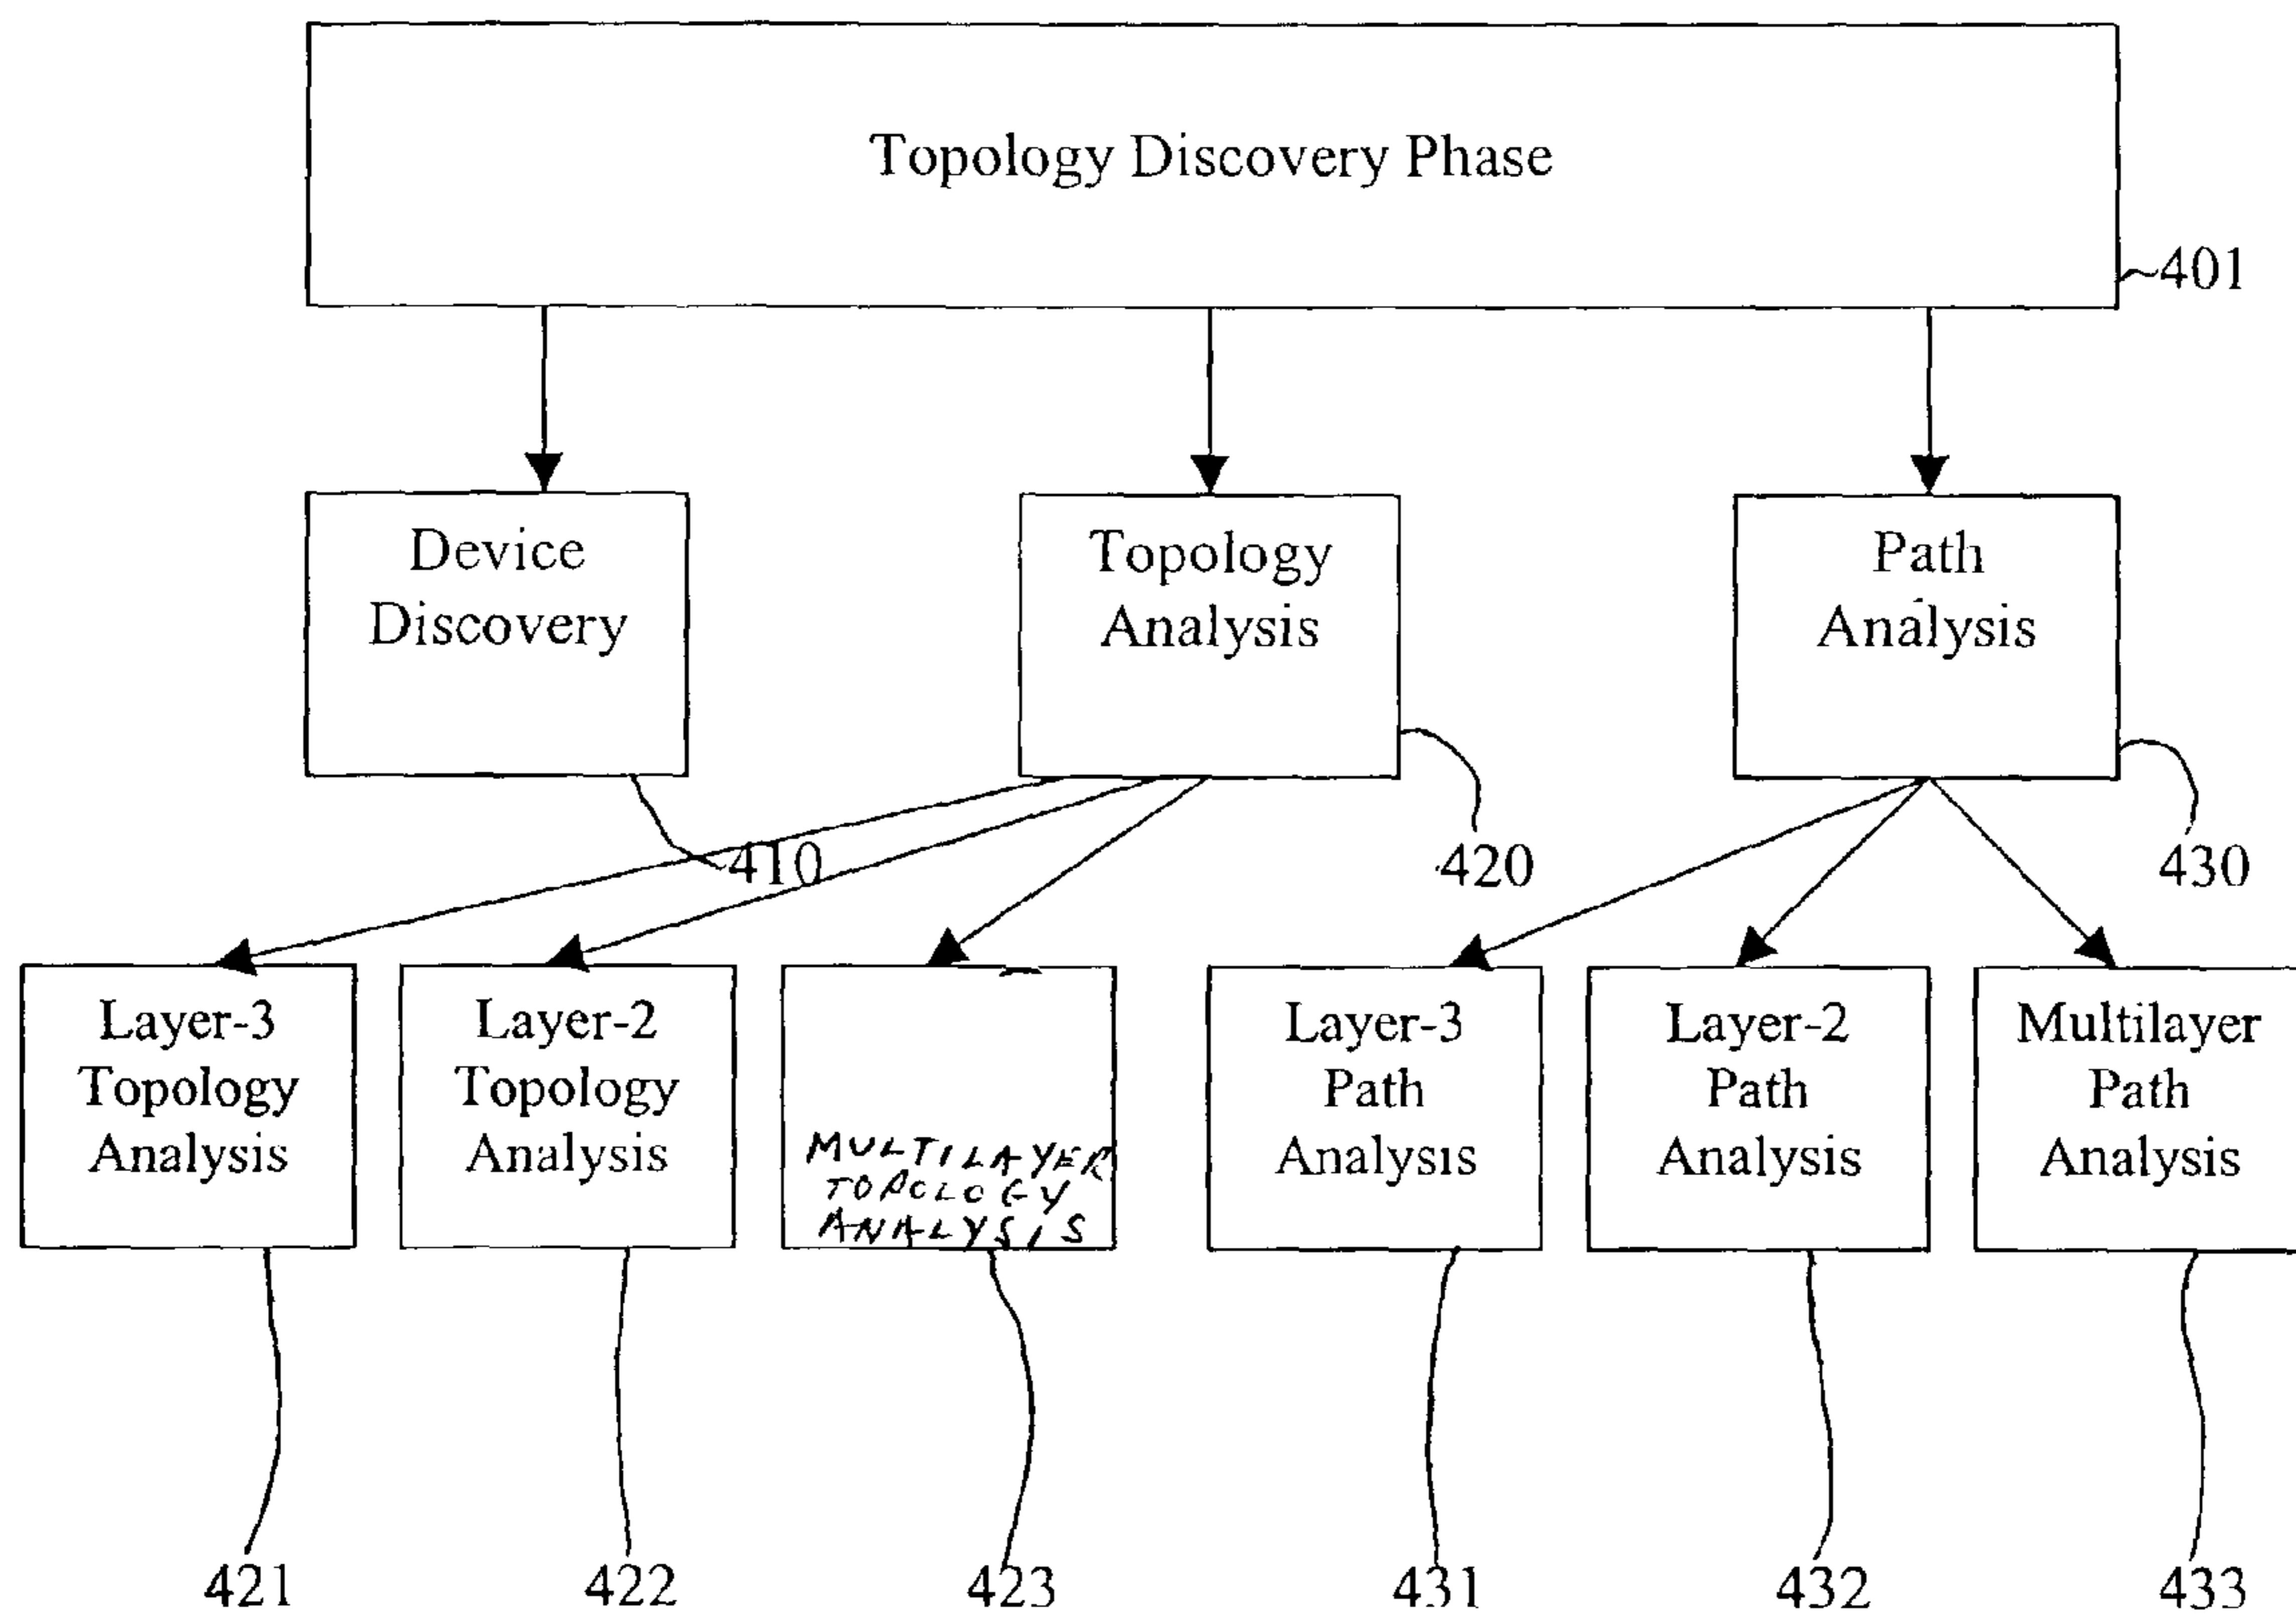 Topology Discovery Phase
401
Device
Discovery
Topology
Analysis
Path
Analysis
410
420
430
Layer-3
Topology
Analysis
Layer-2
Topology
Analysis
MULTILAYER
TOPOLOGY
ANALYSIS
Layer-3
Path
Analysis
Layer-2
Path
Analysis
Multilayer
Path
Analysis
421
422
423
431
432
433